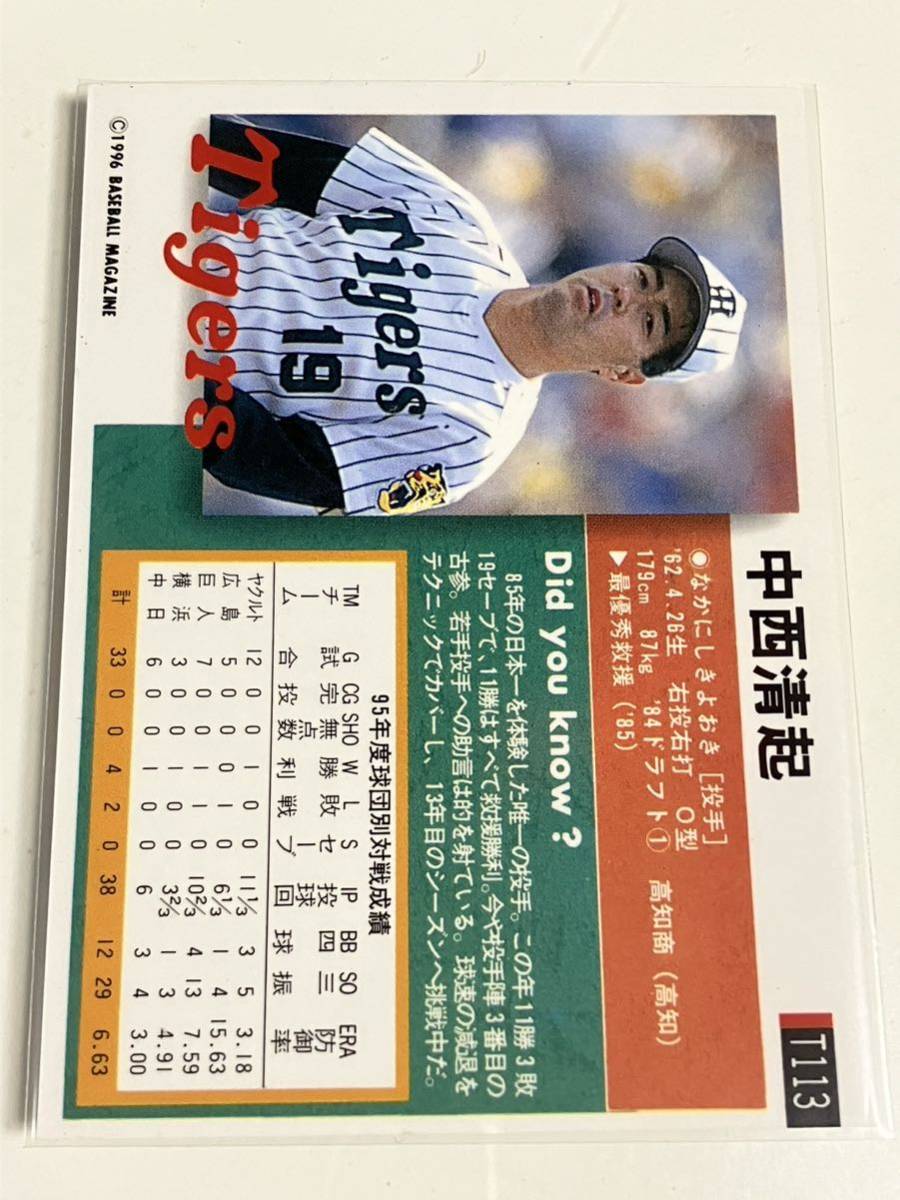 T113
中西清起
●なかにしきよおき[投手]
'62.4.26生 右投右打 O型
179cm 87kg '84ドラフト① 高知商(高知)
▶最優秀救援('85)
Did you know?
85年の日本一を体験した唯一の投手。この年11勝3敗
19セーブで、11勝はすべて救援勝利。今や投手陣3番目の
古参。若手投手への助言は的を射ている。球速の減退を
テクニックでカバーし、13年目のシーズンへ挑戦中だ。
95年度球団別対戦成績
TM G CG SHO W L S IP BB SO ERA
チーム 試合 完投 無点数 勝利 敗戦 セーブ 投球回 四球 三振 防御率
ヤクルト 12 0 0 1 0 0 11⅓ 3 5 3.18
広島 5 0 0 0 1 0 6⅓ 1 4 15.63
巨人 7 0 0 1 1 0 10⅔ 4 13 7.59
横浜 3 0 0 1 0 0 3⅔ 1 3 4.91
中日 6 0 0 1 0 0 6 3 4 3.00
計 33 0 0 4 2 0 38 12 29 6.63
Tigers
19
Tigers
©1996 BASEBALL MAGAZINE